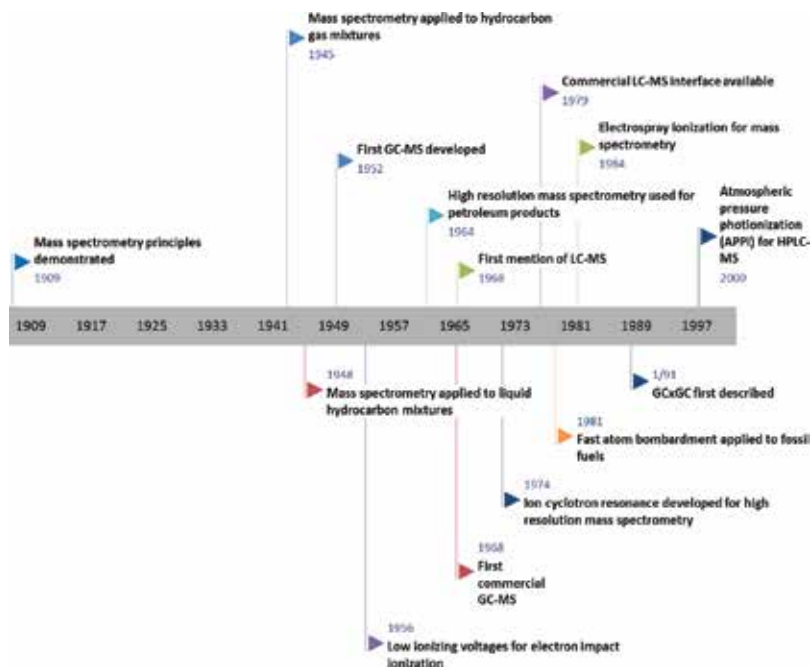 Mass spectrometry applied to hydrocarbon
gas mixtures
1945
Commercial LC-MS interface available
1979
Electrospray ionization for mass
spectrometry
1984
First GC-MS developed
1952
High resolution mass spectrometry used for
petroleum products
1964
Atmospheric
pressure
photionization
(APPI) for HPLC-
MS
2000
Mass spectrometry principles
demonstrated
1909
First mention of LC-MS
1968
1909 1917 1925 1933 1941 1949 1957 1965 1973 1981 1989 1997
1948
Mass spectrometry applied to liquid
hydrocarbon mixtures
1/91
GCxGC first described
1981
Fast atom bombardment applied to fossil
fuels
1974
Ion cyclotron resonance developed for high
resolution mass spectrometry
1968
First
commercial
GC-MS
1956
Low ionizing voltages for electron impact
ionization